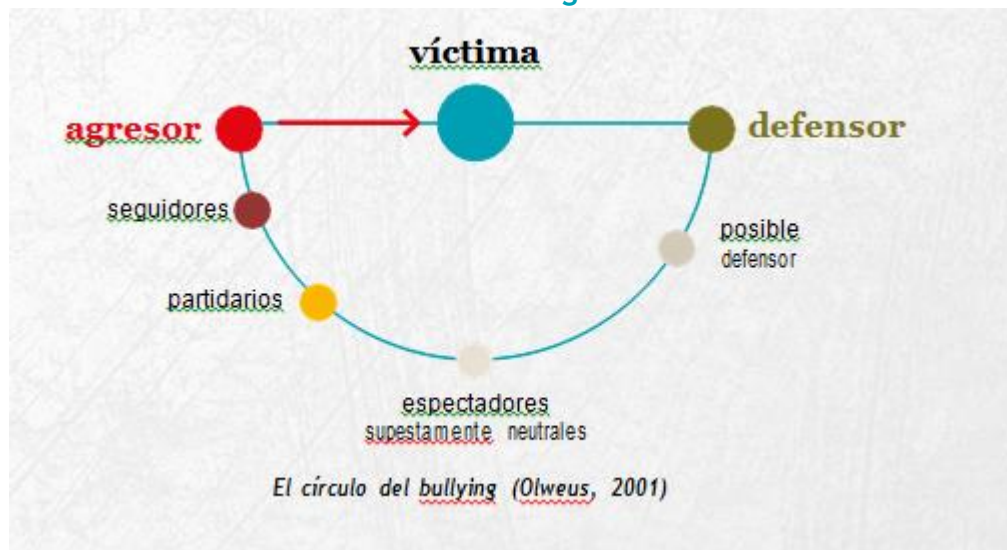 víctima
agresor
defensor
seguidores
posible
defensor
partidarios
espectadores
supestamente neutrales
El círculo del bullying (Olweus, 2001)